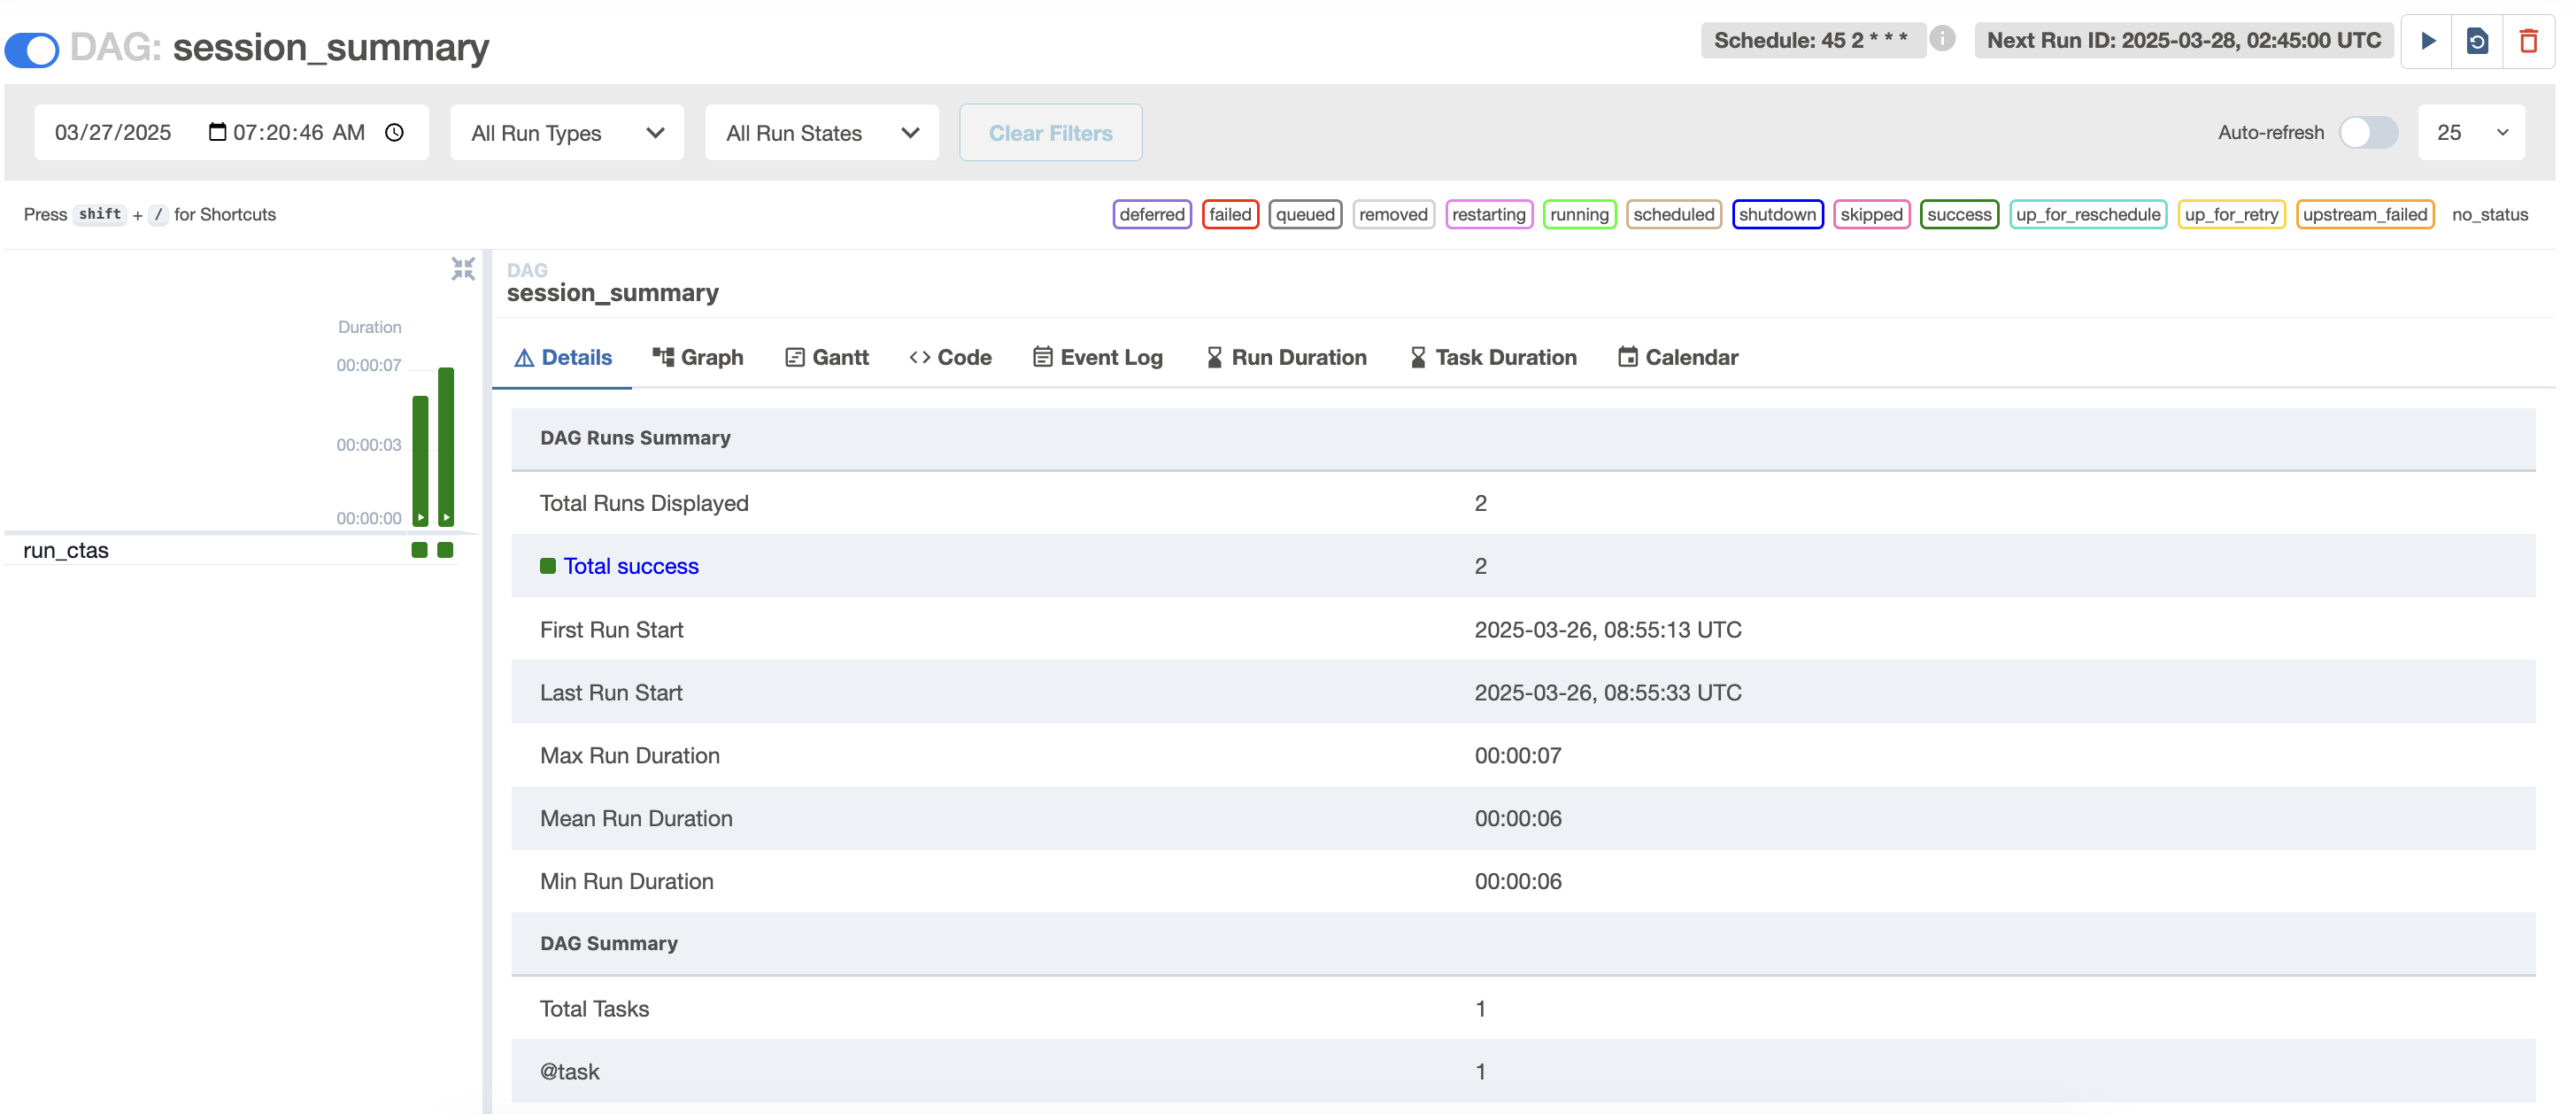 DAG: session_summary
Schedule: 45 2 * * *
Next Run ID: 2025-03-28, 02:45:00 UTC
03/27/2025 07:20:46 AM
All Run Types
All Run States
Clear Filters
Auto-refresh
25
Press shift + / for Shortcuts
deferred failed queued removed restarting running scheduled shutdown skipped success up_for_reschedule up_for_retry upstream_failed no_status
Duration
00:00:07
00:00:03
00:00:00
run_ctas
DAG
session_summary
Details Graph Gantt Code Event Log Run Duration Task Duration Calendar
DAG Runs Summary
Total Runs Displayed 2
Total success 2
First Run Start 2025-03-26, 08:55:13 UTC
Last Run Start 2025-03-26, 08:55:33 UTC
Max Run Duration 00:00:07
Mean Run Duration 00:00:06
Min Run Duration 00:00:06
DAG Summary
Total Tasks 1
@task 1